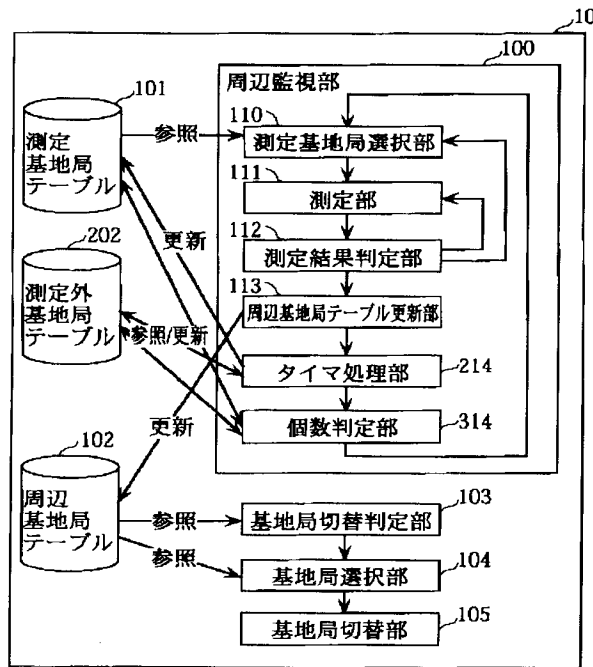 10
100
101
測定
基地局
テーブル
参照
周辺監視部
110
測定基地局選択部
111
測定部
112
測定結果判定部
113
周辺基地局テーブル更新部
タイマ処理部
214
個数判定部
314
更新
202
測定外
基地局
テーブル
参照/更新
更新
102
周辺
基地局
テーブル
参照
参照
103
基地局切替判定部
104
基地局選択部
105
基地局切替部